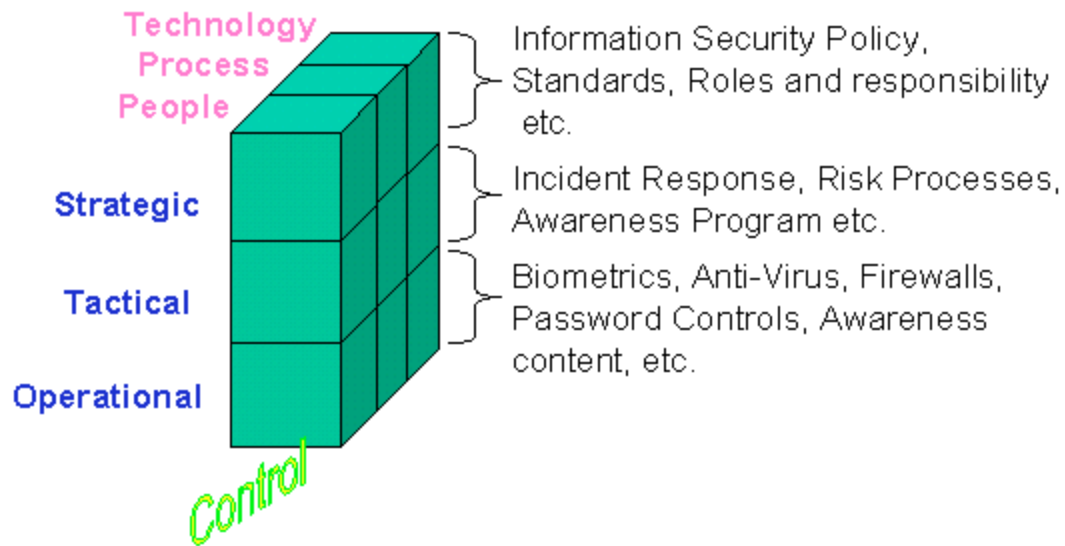 Technology
Process
People
Strategic
Tactical
Operational
Control
Information Security Policy,
Standards, Roles and responsibility
etc.
Incident Response, Risk Processes,
Awareness Program etc.
Biometrics, Anti-Virus, Firewalls,
Password Controls, Awareness
content, etc.